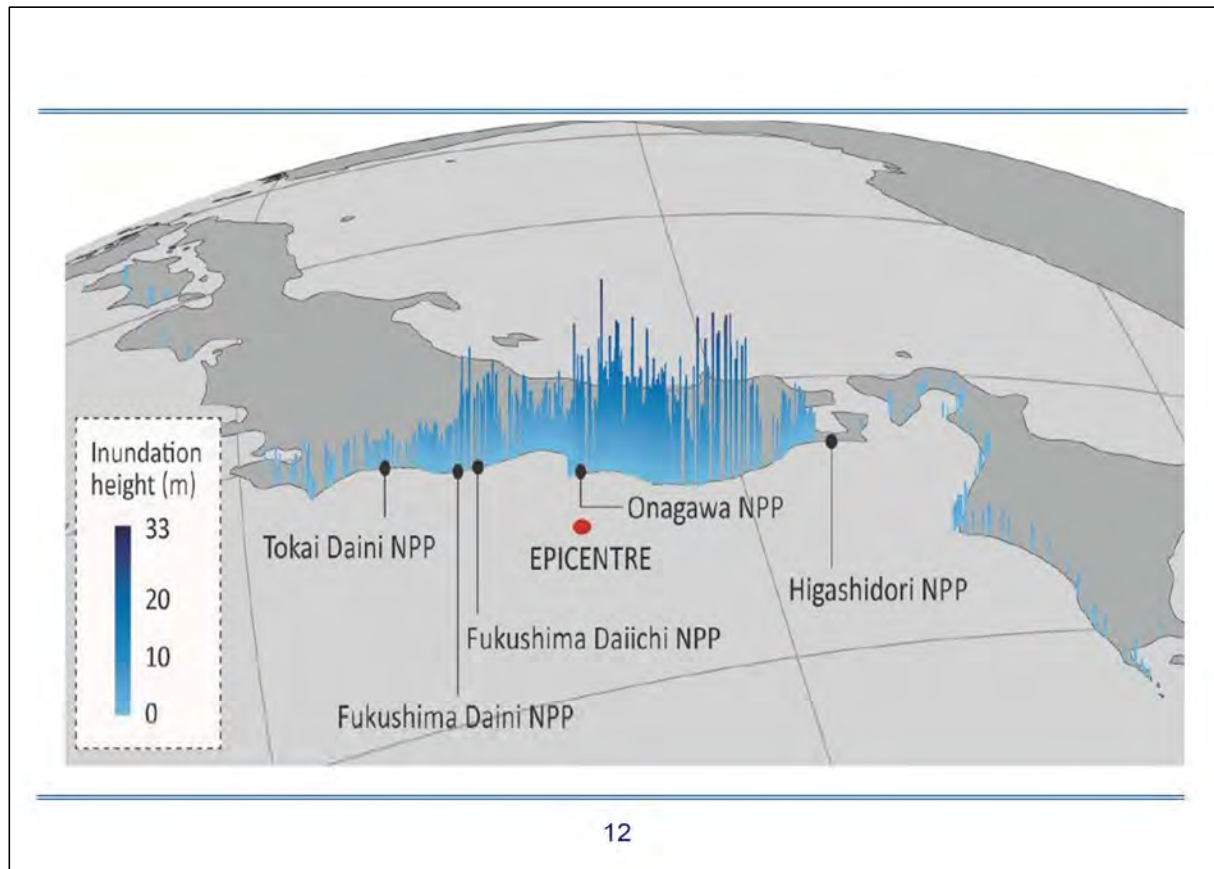 Inundation
height (m)
33
20
10
0
Tokai Daini NPP
Onagawa NPP
EPICENTRE
Higashidori NPP
Fukushima Daiichi NPP
Fukushima Daini NPP
12